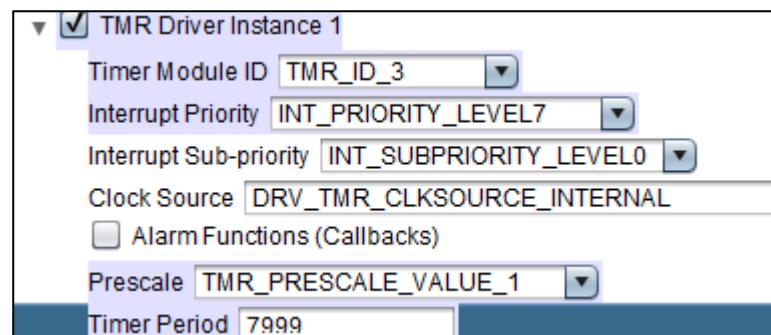 TMR Driver Instance 1
Timer Module ID TMR_ID_3
Interrupt Priority INT_PRIORITY_LEVEL7
Interrupt Sub-priority INT_SUBPRIORITY_LEVEL0
Clock Source DRV_TMR_CLKSOURCE_INTERNAL
Alarm Functions (Callbacks)
Prescale TMR_PRESCALE_VALUE_1
Timer Period 7999